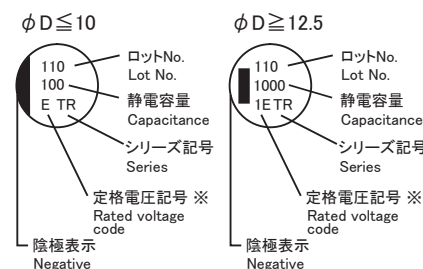 φD≦10
110
100
E TR
ロットNo.
Lot No.
静電容量
Capacitance
シリーズ記号
Series
定格電圧記号 ※
Rated voltage
code
陰極表示
Negative
φD≧12.5
110
1000
1E TR
ロットNo.
Lot No.
静電容量
Capacitance
シリーズ記号
Series
定格電圧記号 ※
Rated voltage
code
陰極表示
Negative